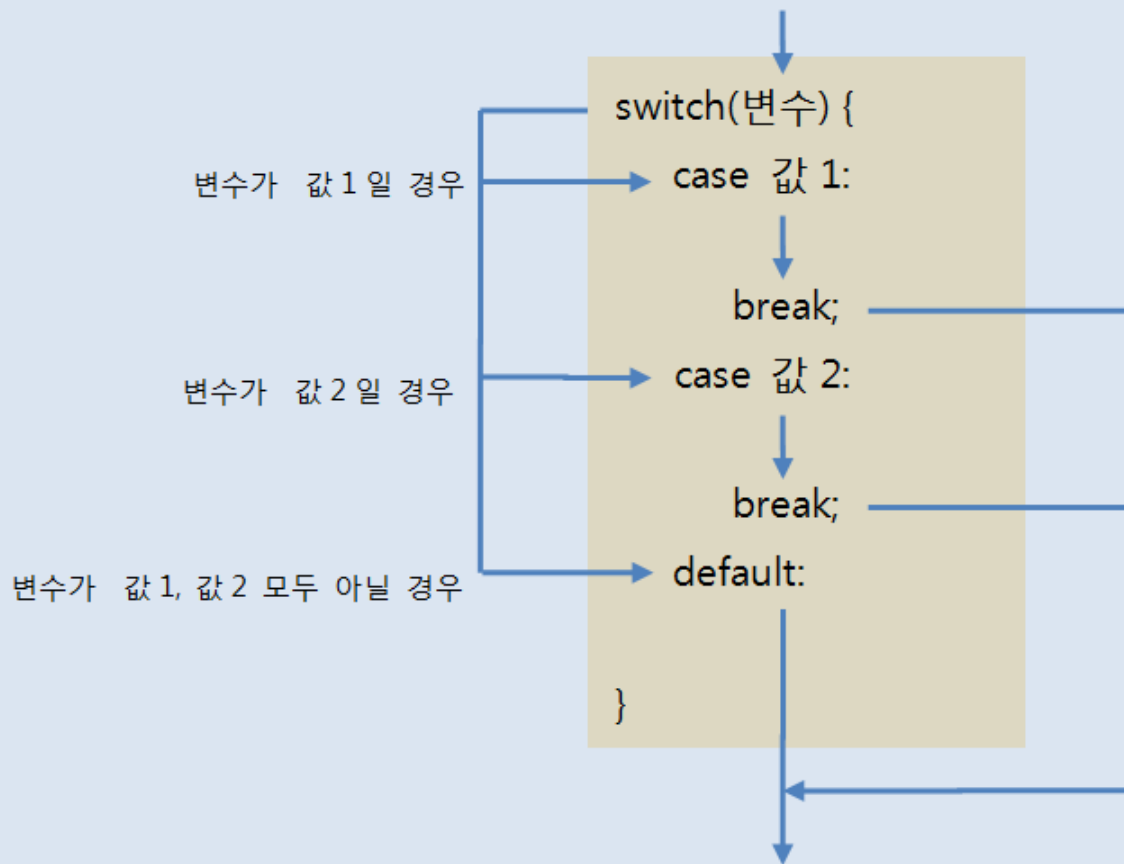 switch(변수) {
변수가 값 1 일 경우
case 값 1:
break;
변수가 값 2 일 경우
case 값 2:
break;
변수가 값 1, 값 2 모두 아닐 경우
default:
}